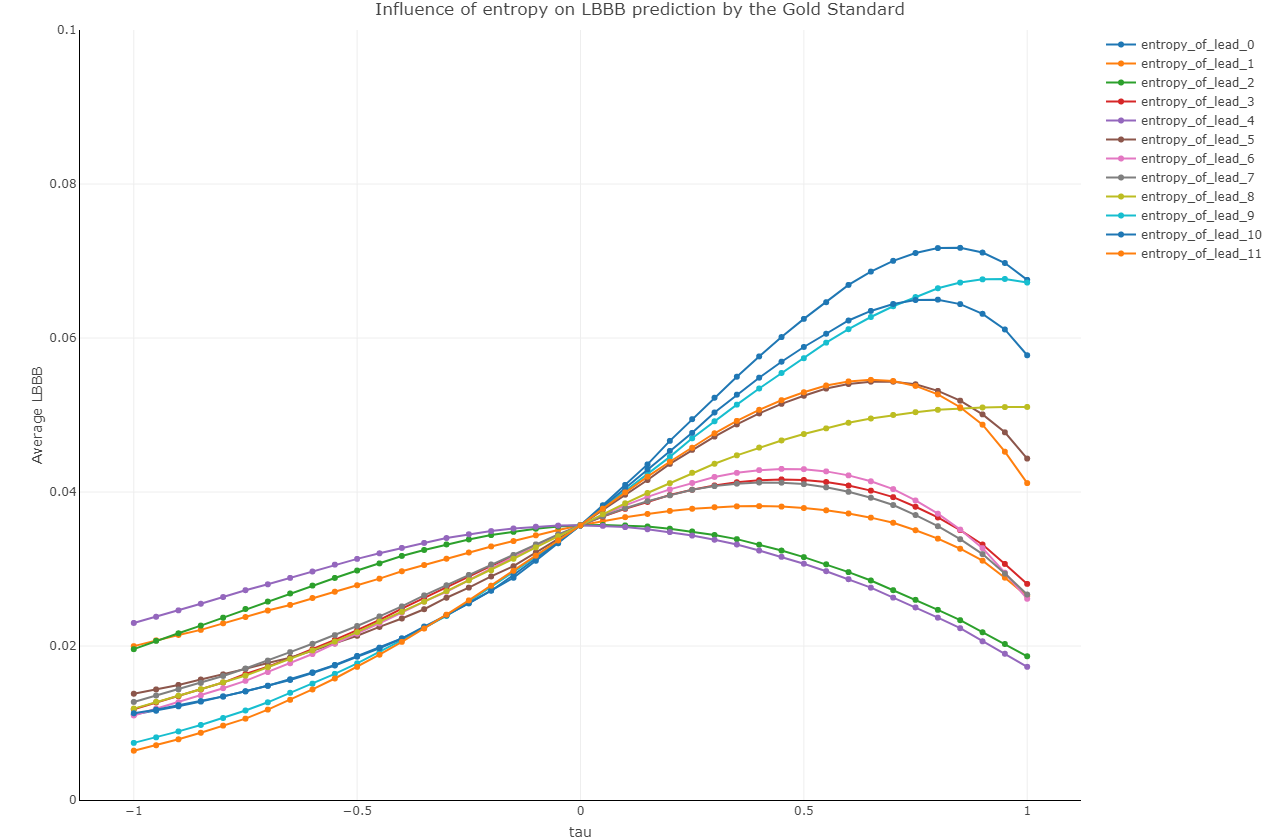 Influence of entropy on LBBB prediction by the Gold Standard
0.1
0.08
0.06
0.04
0.02
0
Average LBBB
−1
−0.5
0
0.5
1
tau
entropy_of_lead_0
entropy_of_lead_1
entropy_of_lead_2
entropy_of_lead_3
entropy_of_lead_4
entropy_of_lead_5
entropy_of_lead_6
entropy_of_lead_7
entropy_of_lead_8
entropy_of_lead_9
entropy_of_lead_10
entropy_of_lead_11